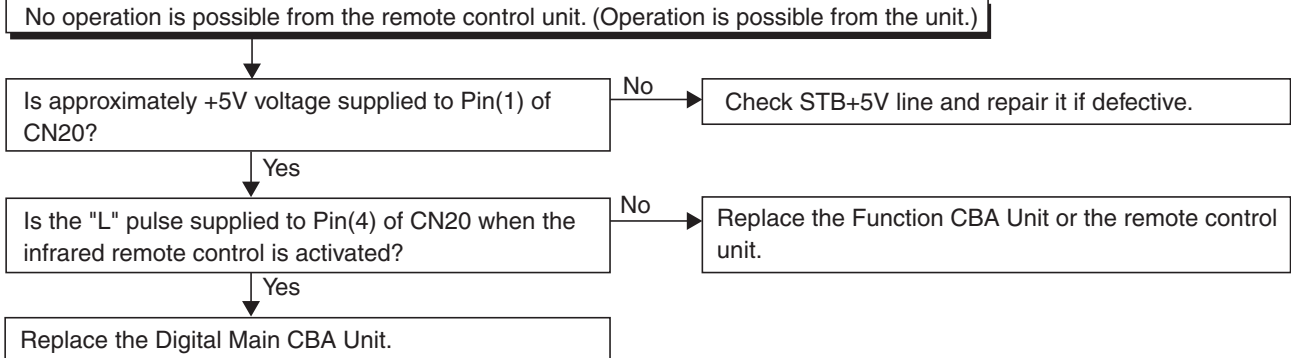 No operation is possible from the remote control unit. (Operation is possible from the unit.)
Is approximately +5V voltage supplied to Pin(1) of
CN20?
No
Check STB+5V line and repair it if defective.
Yes
Is the "L" pulse supplied to Pin(4) of CN20 when the
infrared remote control is activated?
No
Replace the Function CBA Unit or the remote control
unit.
Yes
Replace the Digital Main CBA Unit.